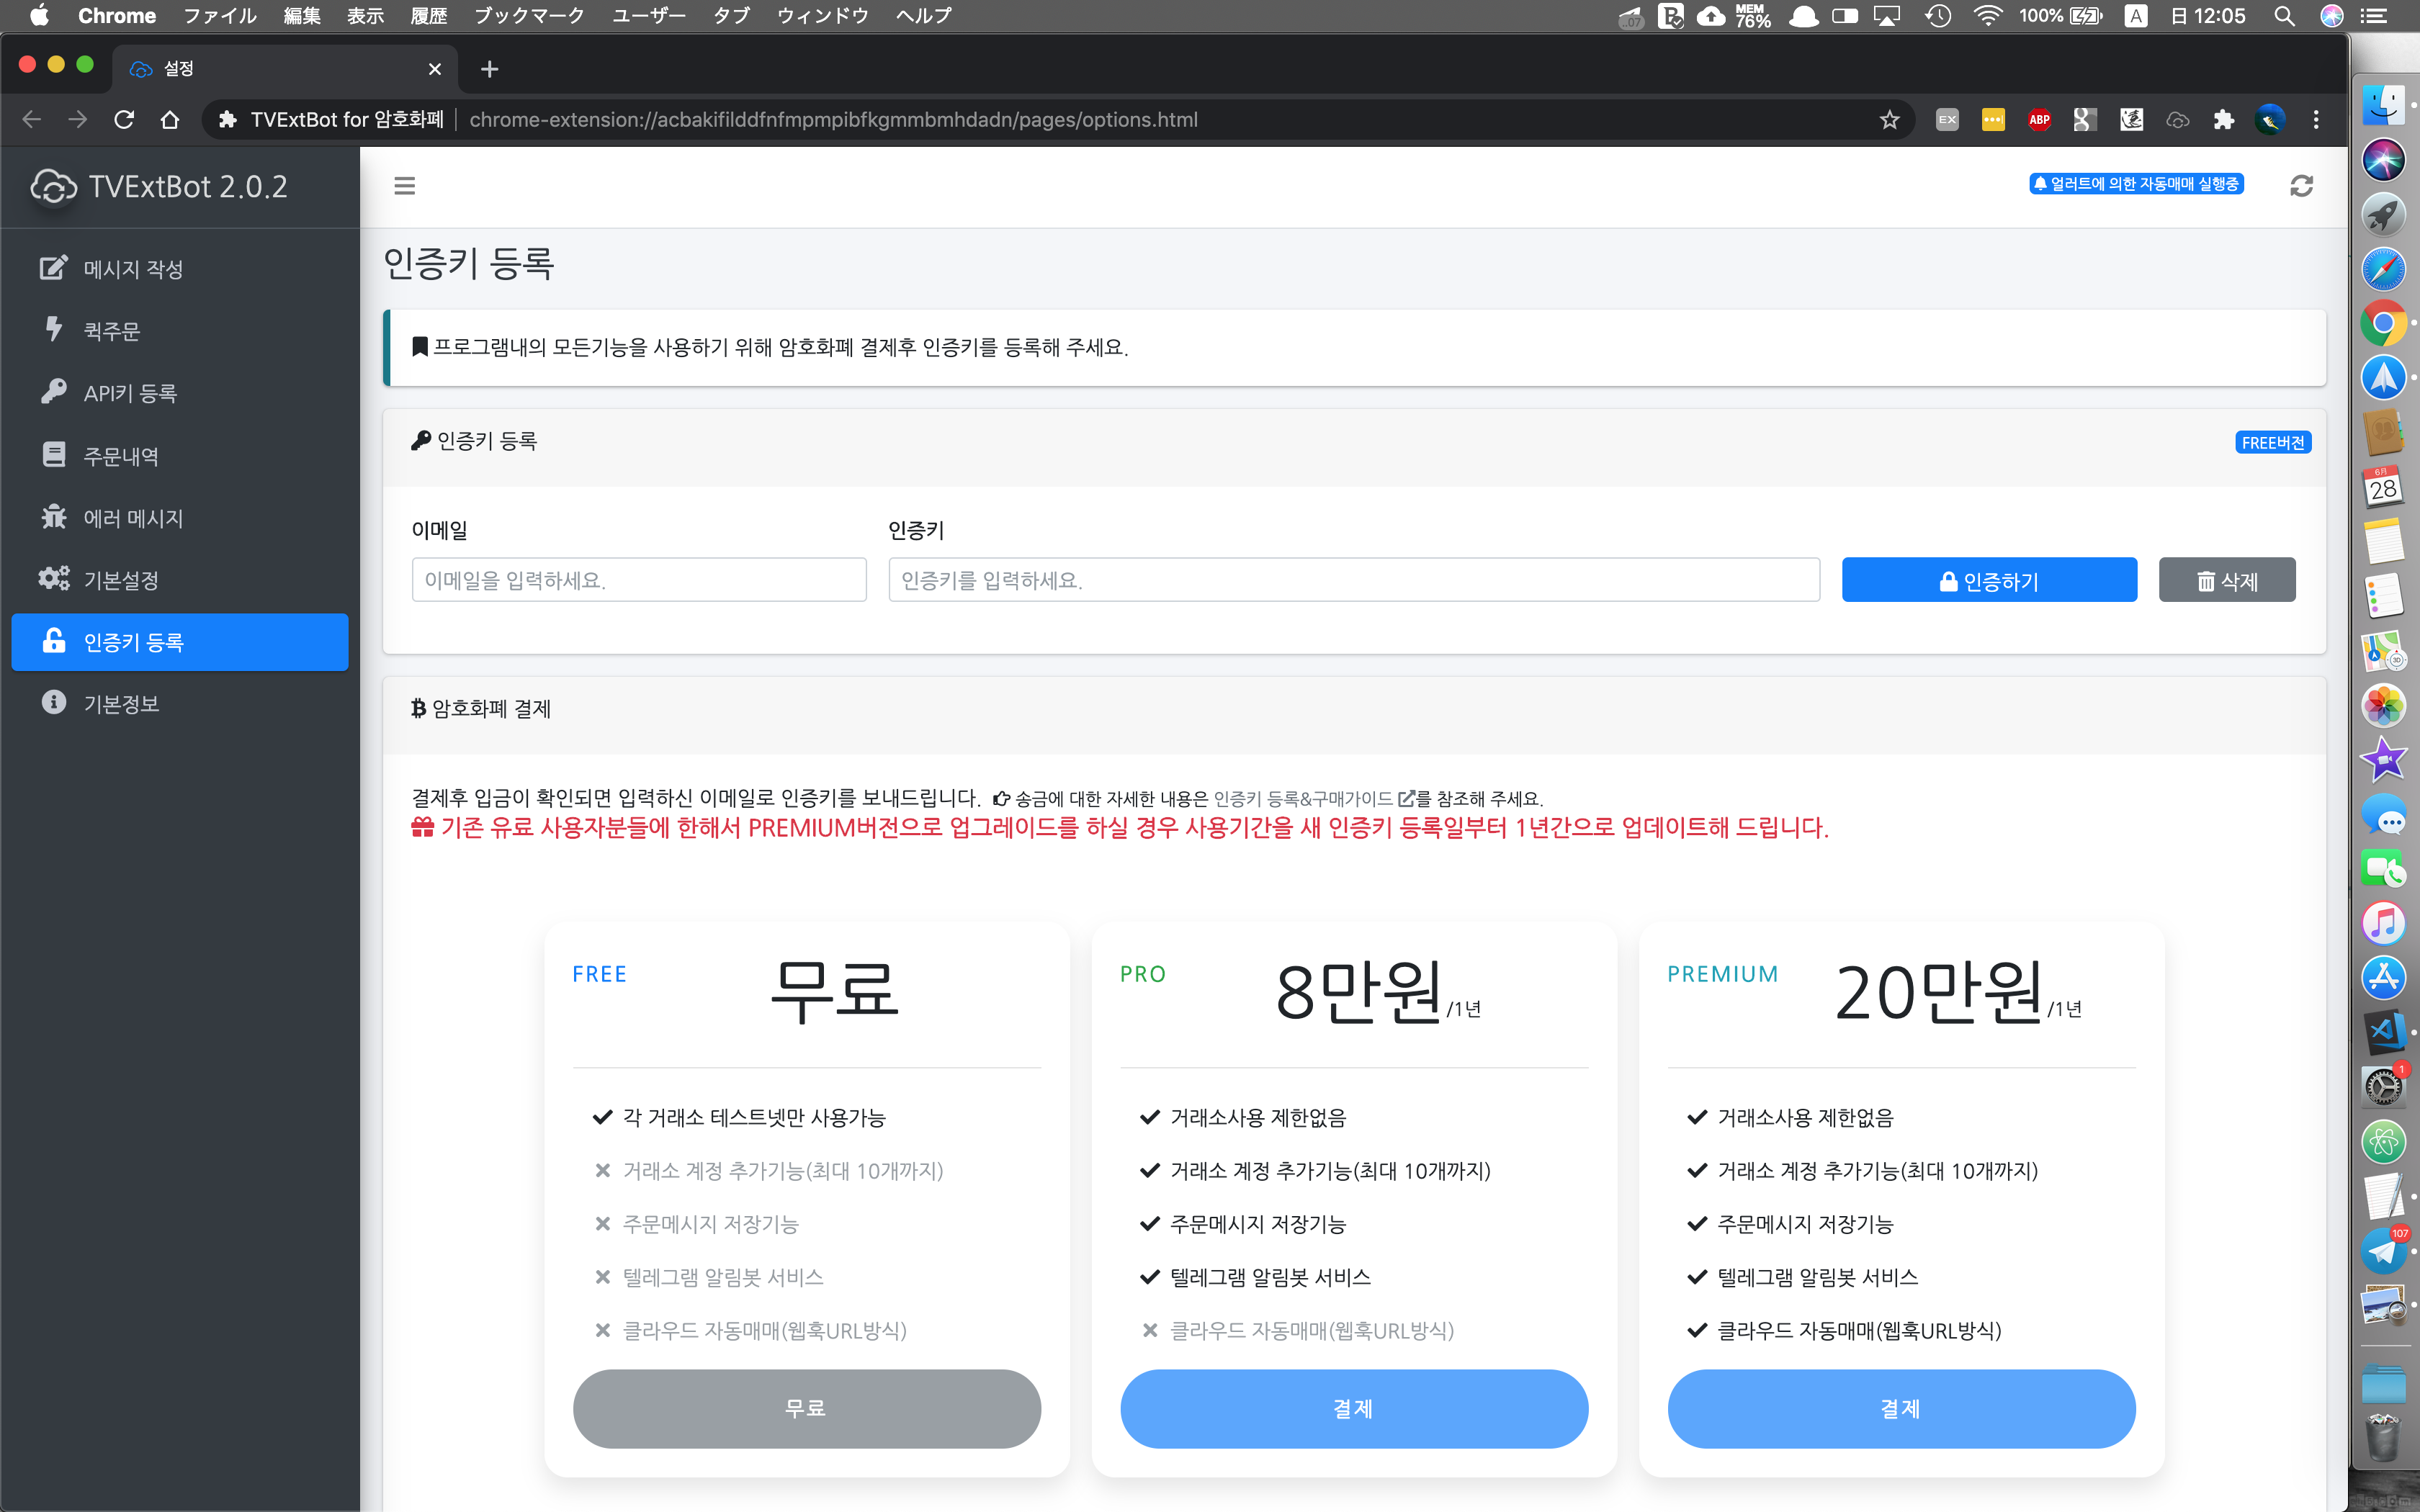 Chrome ファイル 編集 表示 履歴 ブックマーク ユーザー タブ ウィンドウ ヘルプ
.07 MEM 76% 100% A 日 12:05
설정
TVExtBot for 암호화폐 chrome-extension://acbakifilddfnfmpmpibfkgmmbmhdadn/pages/options.html
EX ABP
TVExtBot 2.0.2
얼러트에 의한 자동매매 실행중
메시지 작성
퀵주문
API키 등록
주문내역
에러 메시지
기본설정
인증키 등록
기본정보
인증키 등록
프로그램내의 모든기능을 사용하기 위해 암호화폐 결제후 인증키를 등록해 주세요.
인증키 등록 FREE버전
이메일 인증키
이메일을 입력하세요. 인증키를 입력하세요. 인증하기 삭제
암호화폐 결제
결제후 입금이 확인되면 입력하신 이메일로 인증키를 보내드립니다. 송금에 대한 자세한 내용은 인증키 등록&구매가이드 를 참조해 주세요.
기존 유료 사용자분들에 한해서 PREMIUM버전으로 업그레이드를 하실 경우 사용기간을 새 인증키 등록일부터 1년간으로 업데이트해 드립니다.
FREE 무료
각 거래소 테스트넷만 사용가능
거래소 계정 추가기능(최대 10개까지)
주문메시지 저장기능
텔레그램 알림봇 서비스
클라우드 자동매매(웹훅URL방식)
무료
PRO 8만원 /1년
거래소사용 제한없음
거래소 계정 추가기능(최대 10개까지)
주문메시지 저장기능
텔레그램 알림봇 서비스
클라우드 자동매매(웹훅URL방식)
결제
PREMIUM 20만원 /1년
거래소사용 제한없음
거래소 계정 추가기능(최대 10개까지)
주문메시지 저장기능
텔레그램 알림봇 서비스
클라우드 자동매매(웹훅URL방식)
결제
6月
28
3D
1
107